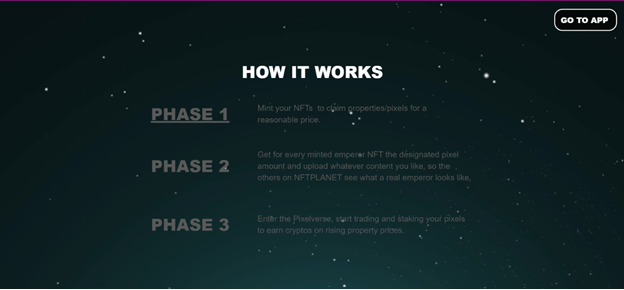 GO TO APP
HOW IT WORKS
PHASE 1
Mint your NFTs to claim properties/pixels for a
reasonable price.
PHASE 2
Get for every minted emperor NFT the designated pixel
amount and upload whatever content you like, so the
others on NFTPLANET see what a real emperor looks like,
PHASE 3
Enter the Pixelverse, start trading and staking your pixels
to earn cryptos on rising property prices.